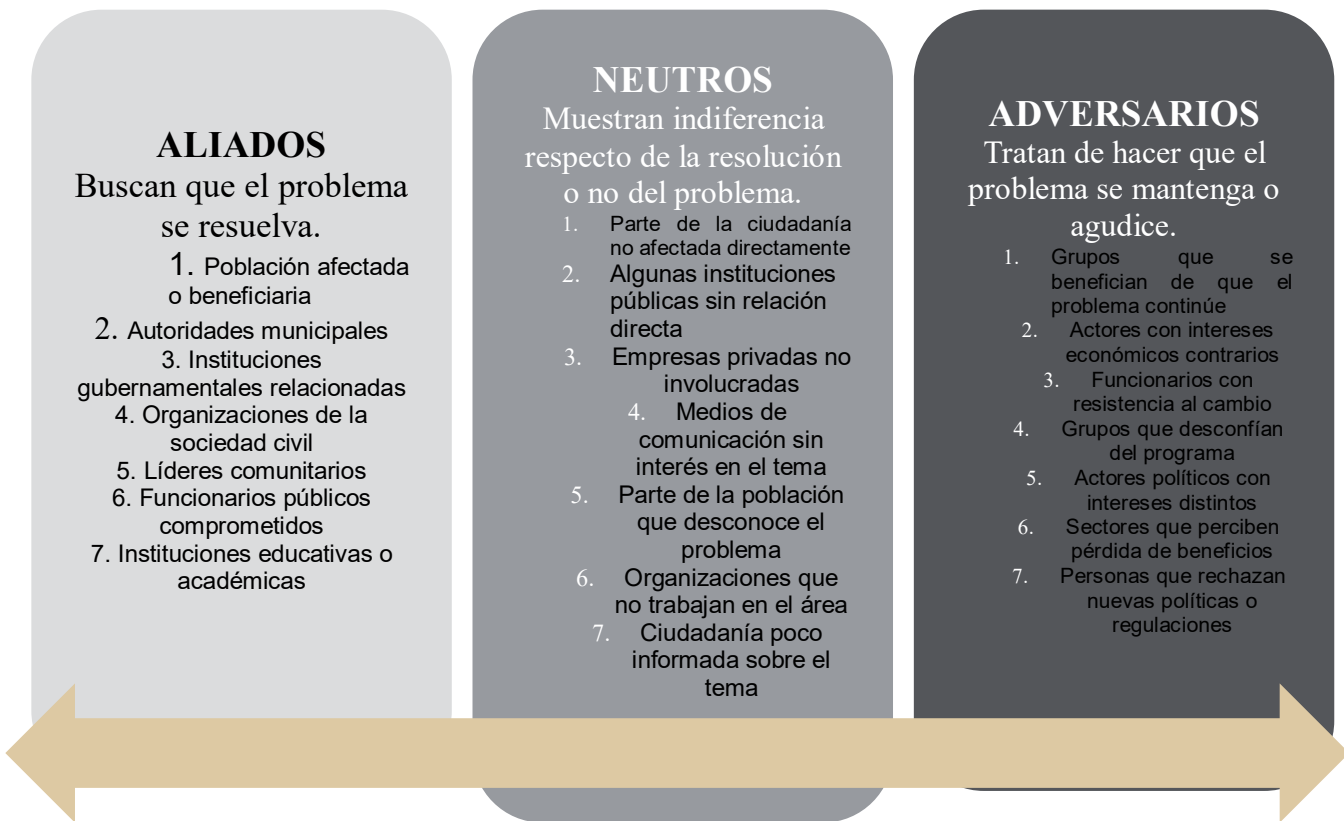 ALIADOS
Buscan que el problema
se resuelva.
1. Población afectada
o beneficiaria
2. Autoridades municipales
3. Instituciones
gubernamentales relacionadas
4. Organizaciones de la
sociedad civil
5. Líderes comunitarios
6. Funcionarios públicos
comprometidos
7. Instituciones educativas o
académicas
NEUTROS
Muestran indiferencia
respecto de la resolución
o no del problema.
1. Parte de la ciudadanía
no afectada directamente
2. Algunas instituciones
públicas sin relación
directa
3. Empresas privadas no
involucradas
4. Medios de
comunicación sin
interés en el tema
5. Parte de la población
que desconoce el
problema
6. Organizaciones que
no trabajan en el área
7. Ciudadanía poco
informada sobre el
tema
ADVERSARIOS
Tratan de hacer que el
problema se mantenga o
agudice.
1. Grupos que se
benefician de que el
problema continúe
2. Actores con intereses
económicos contrarios
3. Funcionarios con
resistencia al cambio
4. Grupos que desconfían
del programa
5. Actores políticos con
intereses distintos
6. Sectores que perciben
pérdida de beneficios
7. Personas que rechazan
nuevas políticas o
regulaciones